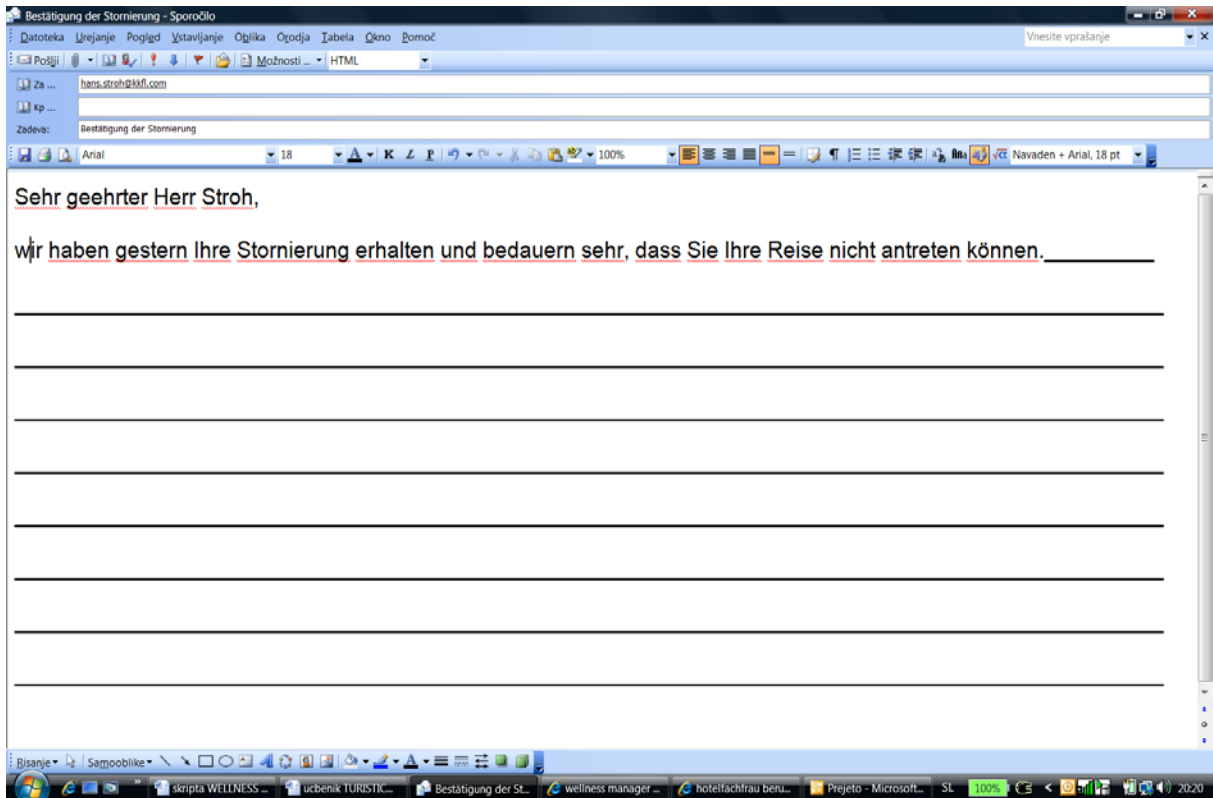 Bestätigung der Stornierung - Sporočilo
Datoteka Urejanje Pogled Vstavljanje Oblika Orodja Tabela Okno Pomoč Vnesite vprašanje
Pošlji Možnosti ... HTML
Za ... hans.stroh@kkfl.com
Kp ...
Zadeva: Bestätigung der Stornierung
Arial 18 A K L P 100% Navaden + Arial, 18 pt
Sehr geehrter Herr Stroh,
wir haben gestern Ihre Stornierung erhalten und bedauern sehr, dass Sie Ihre Reise nicht antreten können.
Risanje Samooblike
skripta WELLNESS ... ucbenik TURISTIC... Bestätigung der St... wellness manager ... hotelfachfrau beru... Prejeto - Microsoft... SL 100% 20:20